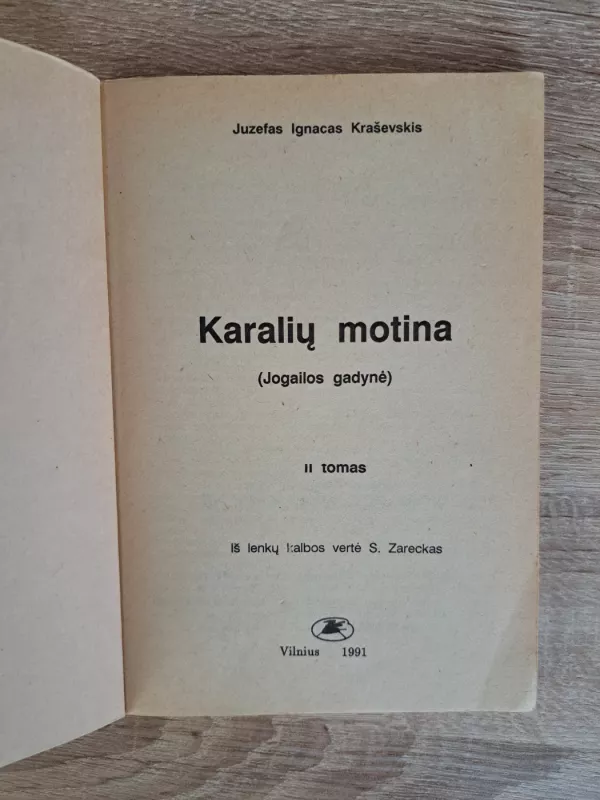 Juzefas Ignacas Kraševskis
Karalių motina
(Jogailos gadynė)
II tomas
Iš lenkų kalbos vertė S. Zareckas
Vilnius 1991